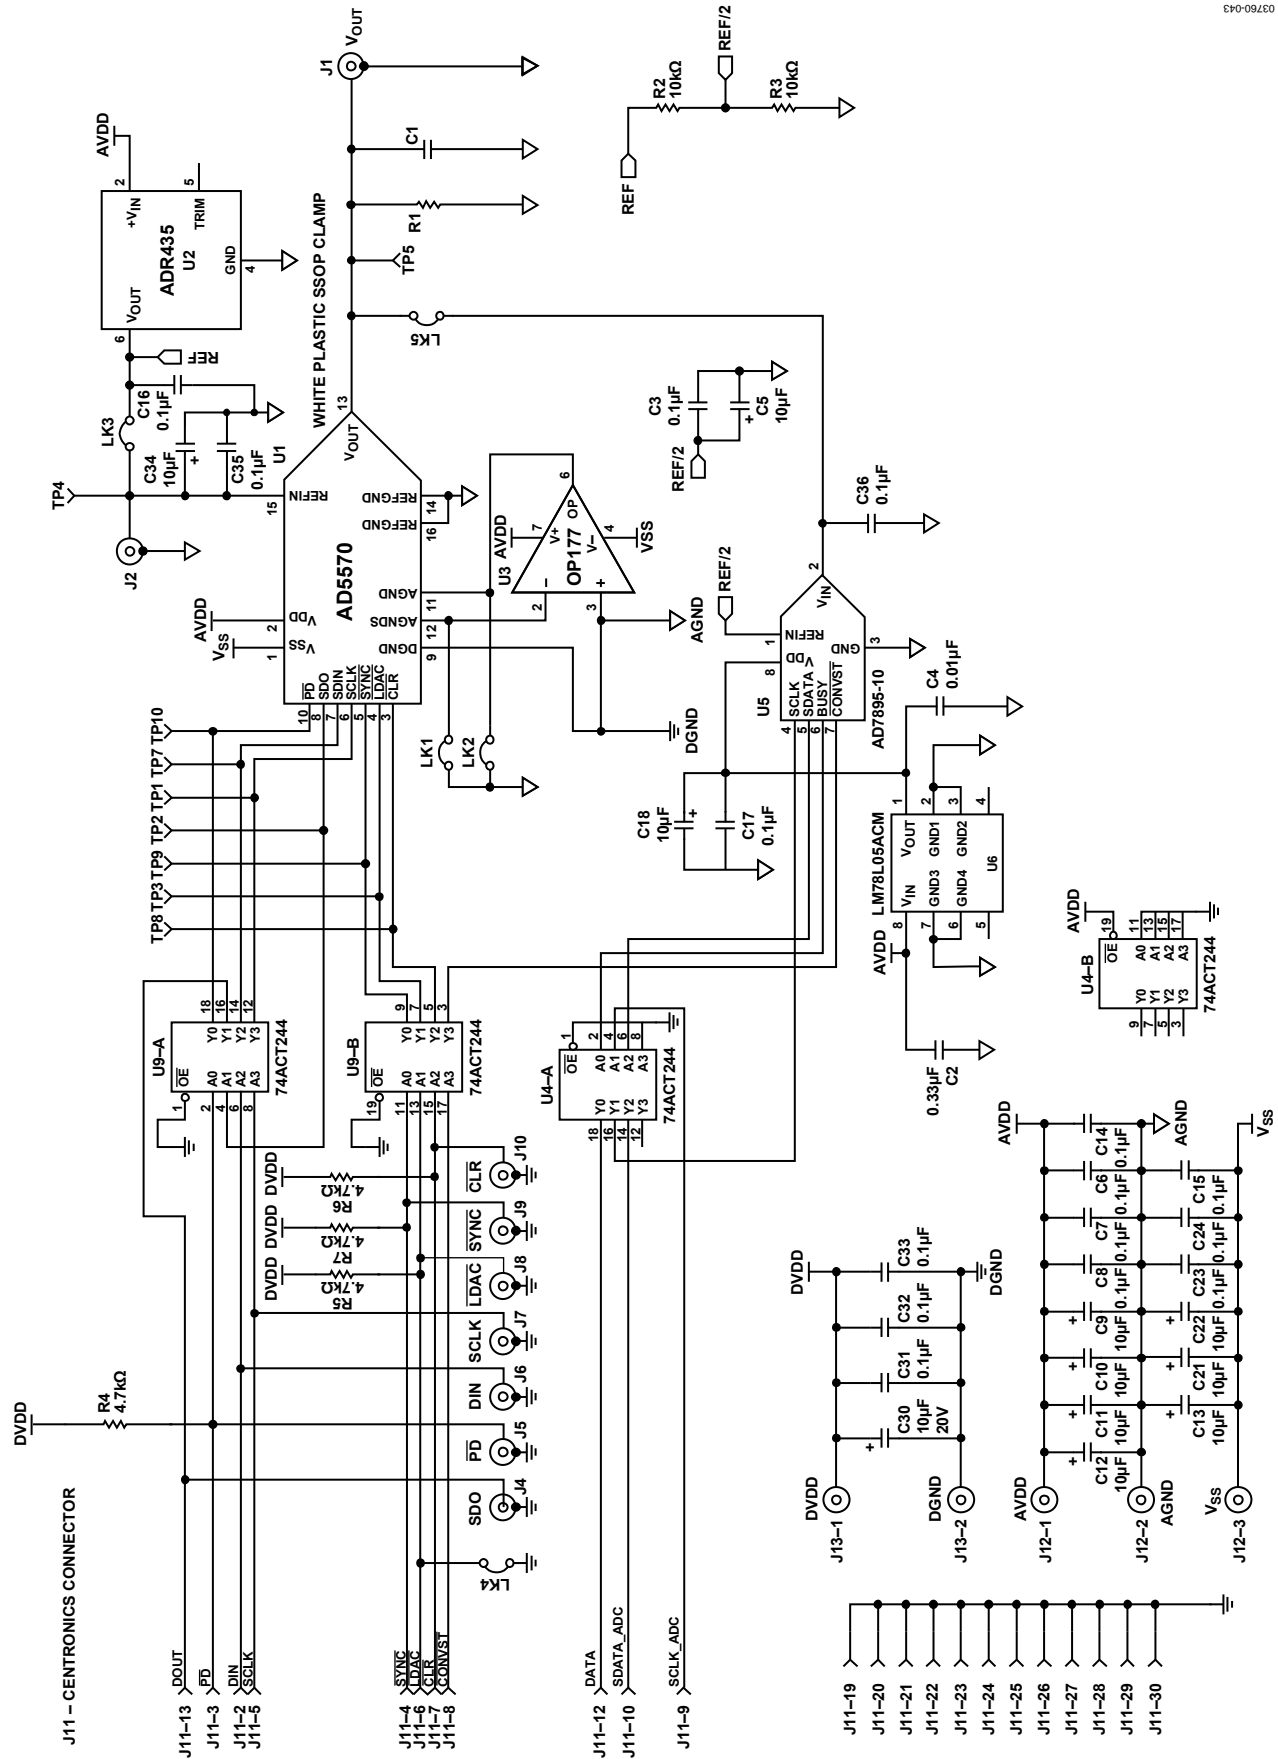 J11 – CENTRONICS CONNECTOR
J11–13
DOUT
J11–3
PD
J11–2
DIN
J11–5
SCLK
J11–4
SYNC
J11–6
LDAC
J11–7
CLR
J11–8
CONVST
J11–12
DATA
J11–10
SDATA_ADC
J11–9
SCLK_ADC
J11–19
J11–20
J11–21
J11–22
J11–23
J11–24
J11–25
J11–26
J11–27
J11–28
J11–29
J11–30
LK4
DVDD
R4
4.7kΩ
SDO
J4
PD
J5
DIN
J6
SCLK
J7
LDAC
J8
SYNC
J9
CLR
J10
DVDD
R5
4.7kΩ
DVDD
R7
4.7kΩ
DVDD
R6
4.7kΩ
U9–A
OE
1
A0
A1
A2
A3
2
4
6
8
Y0
Y1
Y2
Y3
18
16
14
12
74ACT244
U9–B
OE
19
A0
A1
A2
A3
11
13
15
17
Y0
Y1
Y2
Y3
9
7
5
3
74ACT244
U4–A
OE
1
Y0
Y1
Y2
Y3
18
16
14
12
A0
A1
A2
A3
2
4
6
8
74ACT244
U4–B
OE
19
AVDD
Y0
Y1
Y2
Y3
9
7
5
3
A0
A1
A2
A3
11
13
15
17
74ACT244
TP8
TP3
TP9
TP2
TP1
TP7
TP10
PD
SDO
SDIN
SCLK
SYNC
LDAC
CLR
10
8
7
6
5
4
3
AD5570
U1
VSS
1
VSS
VDD
2
AVDD
REFIN
15
DGND
9
AGNDS
12
AGND
11
REFGND
16
REFGND
14
VOUT
13
WHITE PLASTIC SSOP CLAMP
J2
TP4
LK3
C34
10µF
+
C35
0.1µF
C16
0.1µF
REF
ADR435
U2
VOUT
6
+VIN
2
AVDD
TRIM
5
GND
4
LK5
TP5
R1
C1
J1
VOUT
LK1
LK2
DGND
AGND
U3
OP177
AVDD
7
V+
V–
4
VSS
OP
6
–
2
+
3
REF
R2
10kΩ
REF/2
R3
10kΩ
REF/2
C3
0.1µF
C5
10µF
+
C36
0.1µF
U5
AD7895-10
SCLK
SDATA
BUSY
CONVST
4
5
6
7
VDD
8
REFIN
1
REF/2
GND
3
VIN
2
C18
10µF
+
C17
0.1µF
LM78L05ACM
U6
VIN
8
GND3
7
GND4
6
5
VOUT
1
GND1
2
GND2
3
4
AVDD
C4
0.01µF
0.33µF
C2
J13–1
DVDD
J13–2
DGND
C30
10µF
20V
+
C31
0.1µF
C32
0.1µF
C33
0.1µF
DVDD
DGND
J12–1
AVDD
J12–2
AGND
J12–3
VSS
C12
10µF
+
C11
10µF
+
C10
10µF
+
C9
10µF
+
C8
0.1µF
C7
0.1µF
C6
0.1µF
C14
0.1µF
C13
10µF
+
C21
10µF
+
C22
10µF
+
C23
0.1µF
C24
0.1µF
C15
0.1µF
AVDD
AGND
VSS
03760-043